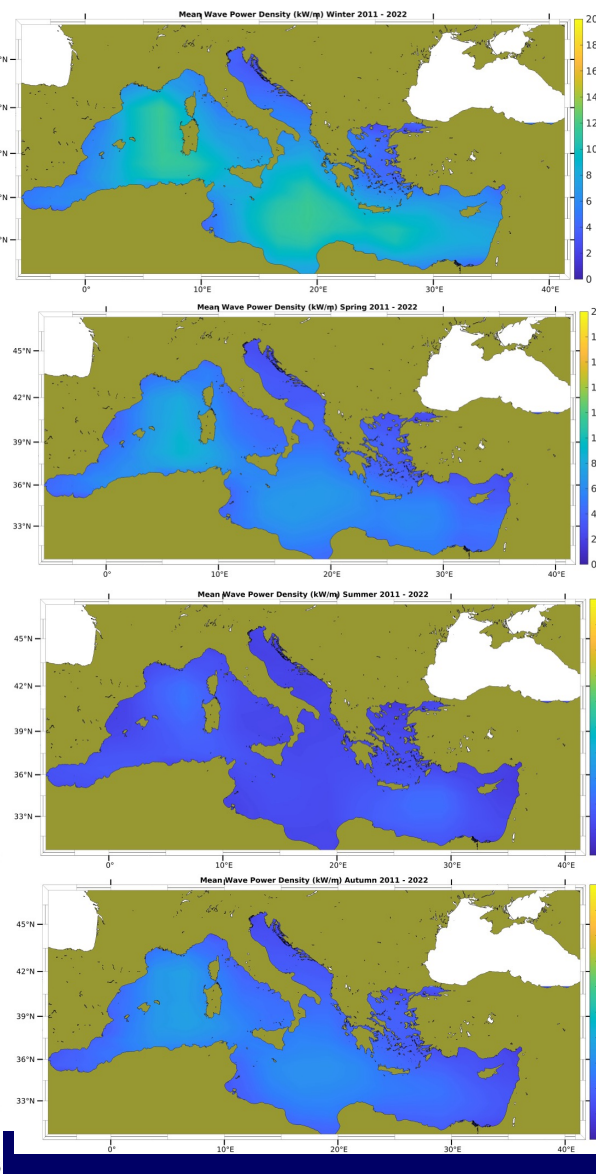 Mean Wave Power Density (kW/m) Winter 2011 - 2022
20
18
16
14
12
10
8
6
4
2
0
0°
10°E
20°E
30°E
40°E
Mean Wave Power Density (kW/m) Spring 2011 - 2022
45°N
42°N
39°N
36°N
33°N
8
6
4
2
0
0°
10°E
20°E
30°E
40°E
Mean Wave Power Density (kW/m) Summer 2011 - 2022
45°N
42°N
39°N
36°N
33°N
0°
10°E
20°E
30°E
40°E
Mean Wave Power Density (kW/m) Autumn 2011 - 2022
45°N
42°N
39°N
36°N
33°N
0°
10°E
20°E
30°E
40°E